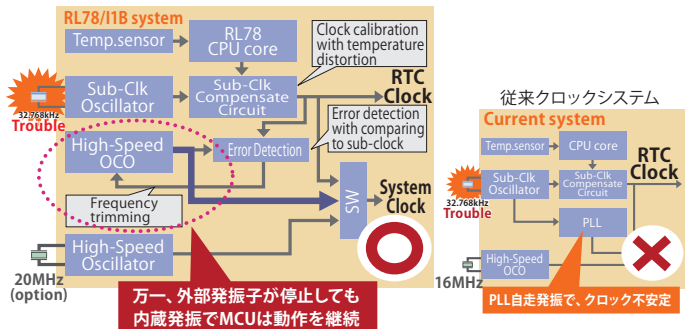 RL78/I1B system
Temp.sensor
RL78
CPU core
Clock calibration
with temperature
distortion
Sub-Clk
Oscillator
Sub-Clk
Compensate
Circuit
RTC
Clock
32.768kHz
Trouble
High-Speed
OCO
Error Detection
Error detection
with comparing
to sub-clock
Frequency
trimming
SW
System
Clock
High-Speed
Oscillator
20MHz
(option)
万一、外部発振子が停止しても
内蔵発振でMCUは動作を継続
従来クロックシステム
Current system
Temp.sensor
CPU core
RTC
Clock
Sub-Clk
Oscillator
Sub-Clk
Compensate
Circuit
32.768kHz
Trouble
PLL
High-Speed
OCO
16MHz
PLL自走発振で、クロック不安定